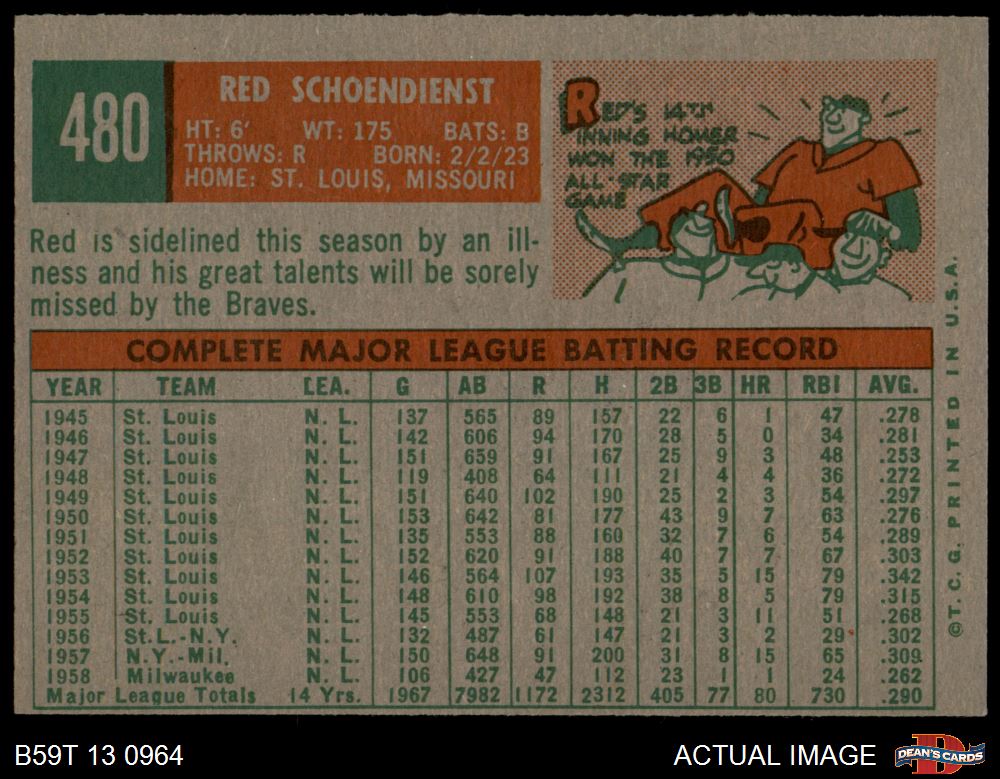 480
RED SCHOENDIENST
HT: 6' WT: 175 BATS: B
THROWS: R BORN: 2/2/23
HOME: ST. LOUIS, MISSOURI
RED'S 14TH
INNING HOMER
WON THE 1950
ALL-STAR
GAME
Red is sidelined this season by an ill-
ness and his great talents will be sorely
missed by the Braves.
COMPLETE MAJOR LEAGUE BATTING RECORD
YEAR TEAM LEA. G AB R H 2B 3B HR RBI AVG.
1945 St. Louis N. L. 137 565 89 157 22 6 1 47 .278
1946 St. Louis N. L. 142 606 94 170 28 5 0 34 .281
1947 St. Louis N. L. 151 659 91 167 25 9 3 48 .253
1948 St. Louis N. L. 119 408 64 111 21 4 4 36 .272
1949 St. Louis N. L. 151 640 102 190 25 2 3 54 .297
1950 St. Louis N. L. 153 642 81 177 43 9 7 63 .276
1951 St. Louis N. L. 135 553 88 160 32 7 6 54 .289
1952 St. Louis N. L. 152 620 91 188 40 7 7 67 .303
1953 St. Louis N. L. 146 564 107 193 35 5 15 79 .342
1954 St. Louis N. L. 148 610 98 192 38 8 5 79 .315
1955 St. Louis N. L. 145 553 68 148 21 3 11 51 .268
1956 St.L.-N.Y. N. L. 132 487 61 147 21 3 2 29 .302
1957 N.Y.-Mil. N. L. 150 648 91 200 31 8 15 65 .309
1958 Milwaukee N. L. 106 427 47 112 23 1 1 24 .262
Major League Totals 14 Yrs. 1967 7982 1172 2312 405 77 80 730 .290
©T. C. G. PRINTED IN U.S.A.
B59T 13 0964
ACTUAL IMAGE
DEAN'S CARDS